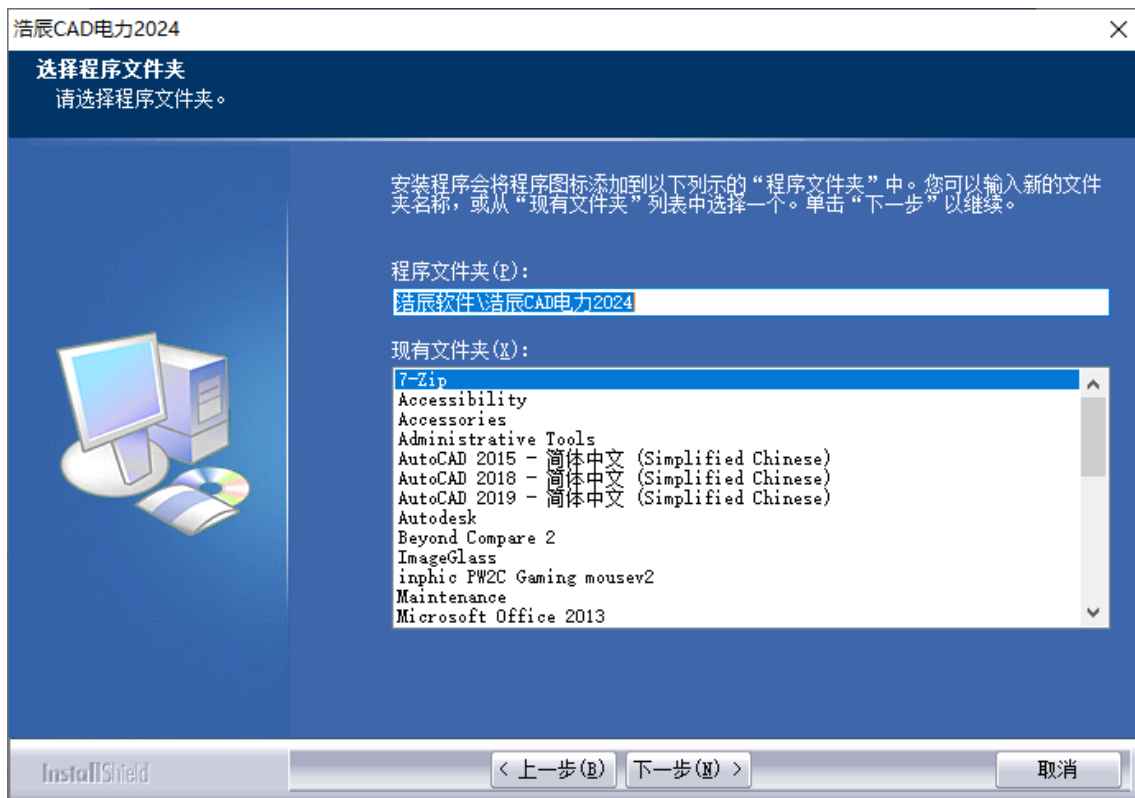 浩辰CAD电力2024
选择程序文件夹
请选择程序文件夹。
安装程序会将程序图标添加到以下列示的“程序文件夹”中。您可以输入新的文件
夹名称，或从“现有文件夹”列表中选择一个。单击“下一步”以继续。
程序文件夹(P)：
浩辰软件\浩辰CAD电力2024
现有文件夹(X)：
7-Zip
Accessibility
Accessories
Administrative Tools
AutoCAD 2015 - 简体中文 (Simplified Chinese)
AutoCAD 2018 - 简体中文 (Simplified Chinese)
AutoCAD 2019 - 简体中文 (Simplified Chinese)
Autodesk
Beyond Compare 2
ImageGlass
inphic PW2C Gaming mousev2
Maintenance
Microsoft Office 2013
InstallShield
< 上一步(B) 下一步(N) > 取消